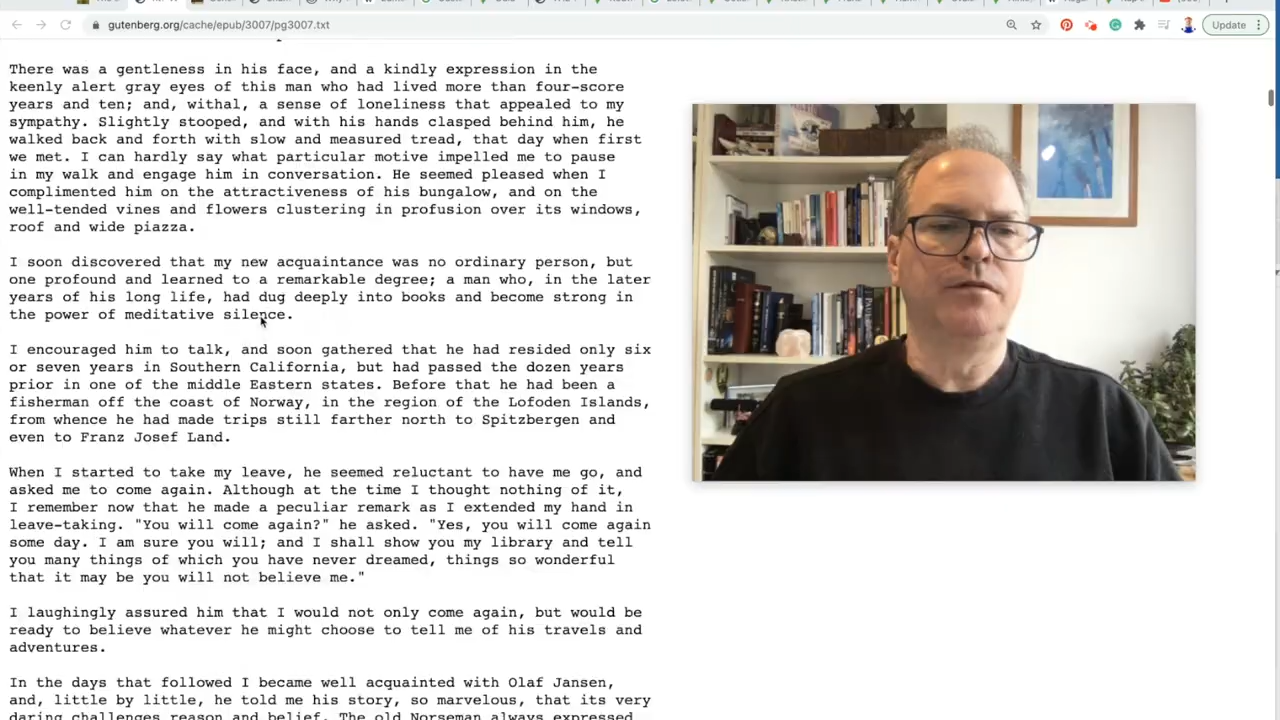 gutenberg.org/cache/epub/3007/pg3007.txt
Update
There was a gentleness in his face, and a kindly expression in the
keenly alert gray eyes of this man who had lived more than four-score
years and ten; and, withal, a sense of loneliness that appealed to my
sympathy. Slightly stooped, and with his hands clasped behind him, he
walked back and forth with slow and measured tread, that day when first
we met. I can hardly say what particular motive impelled me to pause
in my walk and engage him in conversation. He seemed pleased when I
complimented him on the attractiveness of his bungalow, and on the
well-tended vines and flowers clustering in profusion over its windows,
roof and wide piazza.
I soon discovered that my new acquaintance was no ordinary person, but
one profound and learned to a remarkable degree; a man who, in the later
years of his long life, had dug deeply into books and become strong in
the power of meditative silence.
I encouraged him to talk, and soon gathered that he had resided only six
or seven years in Southern California, but had passed the dozen years
prior in one of the middle Eastern states. Before that he had been a
fisherman off the coast of Norway, in the region of the Lofoden Islands,
from whence he had made trips still farther north to Spitzbergen and
even to Franz Josef Land.
When I started to take my leave, he seemed reluctant to have me go, and
asked me to come again. Although at the time I thought nothing of it,
I remember now that he made a peculiar remark as I extended my hand in
leave-taking. "You will come again?" he asked. "Yes, you will come again
some day. I am sure you will; and I shall show you my library and tell
you many things of which you have never dreamed, things so wonderful
that it may be you will not believe me."
I laughingly assured him that I would not only come again, but would be
ready to believe whatever he might choose to tell me of his travels and
adventures.
In the days that followed I became well acquainted with Olaf Jansen,
and, little by little, he told me his story, so marvelous, that its very
daring challenges reason and belief. The old Norseman always expressed